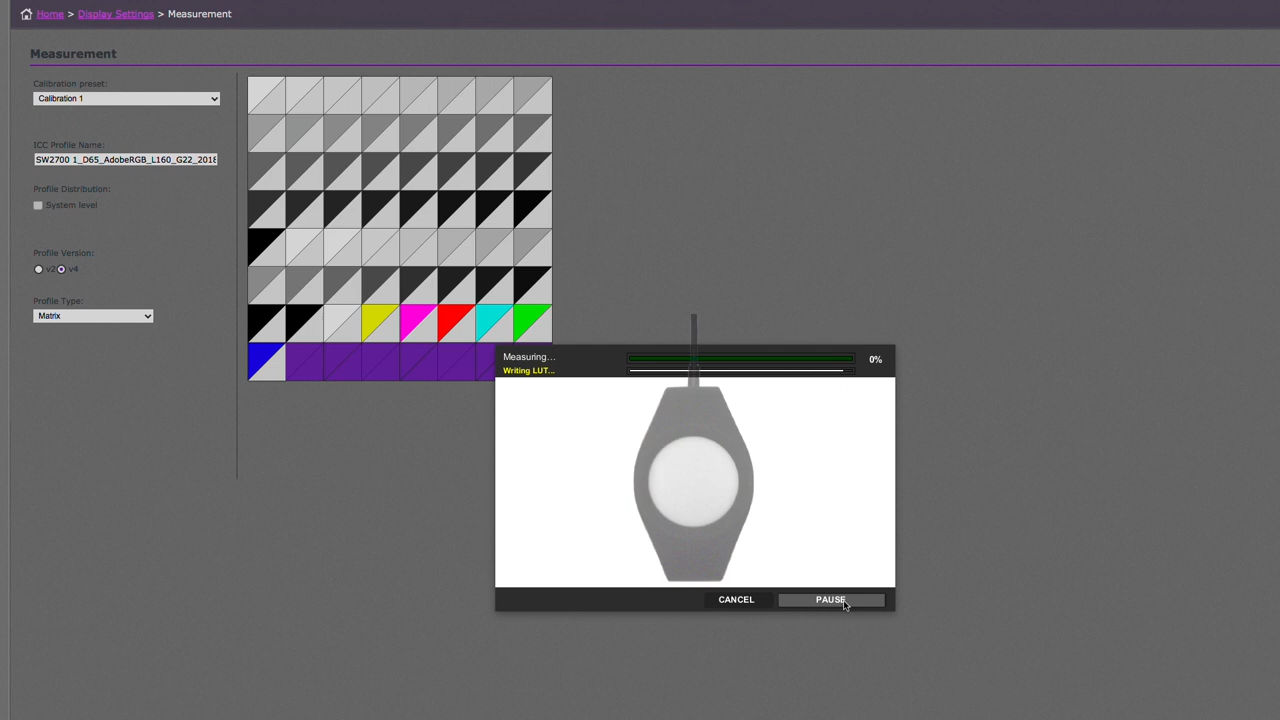 Home > Display Settings > Measurement
Measurement
Calibration preset:
Calibration 1
ICC Profile Name:
SW2700 1_D65_AdobeRGB_L160_G22_2018
Profile Distribution:
System level
Profile Version:
v2 v4
Profile Type:
Matrix
Measuring...
0%
Writing LUT...
CANCEL PAUSE